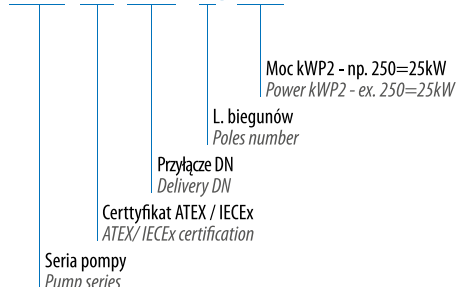 Moc kWP2 - np. 250=25kW
Power kWP2 - ex. 250=25kW
L. biegunów
Poles number
Przyłącze DN
Delivery DN
Certtyfikat ATEX / IECEx
ATEX/ IECEx certification
Seria pompy
Pump series